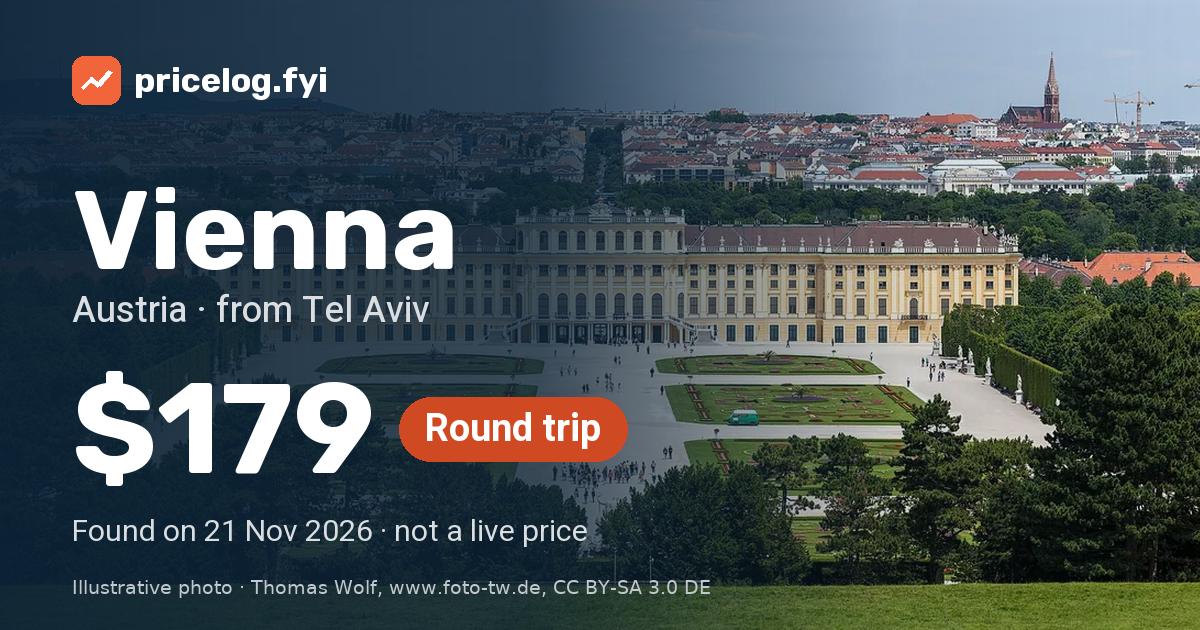 pricelog.fyi
Vienna
Austria · from Tel Aviv
$179
Round trip
Found on 21 Nov 2026 · not a live price
Illustrative photo · Thomas Wolf, www.foto-tw.de, CC BY-SA 3.0 DE